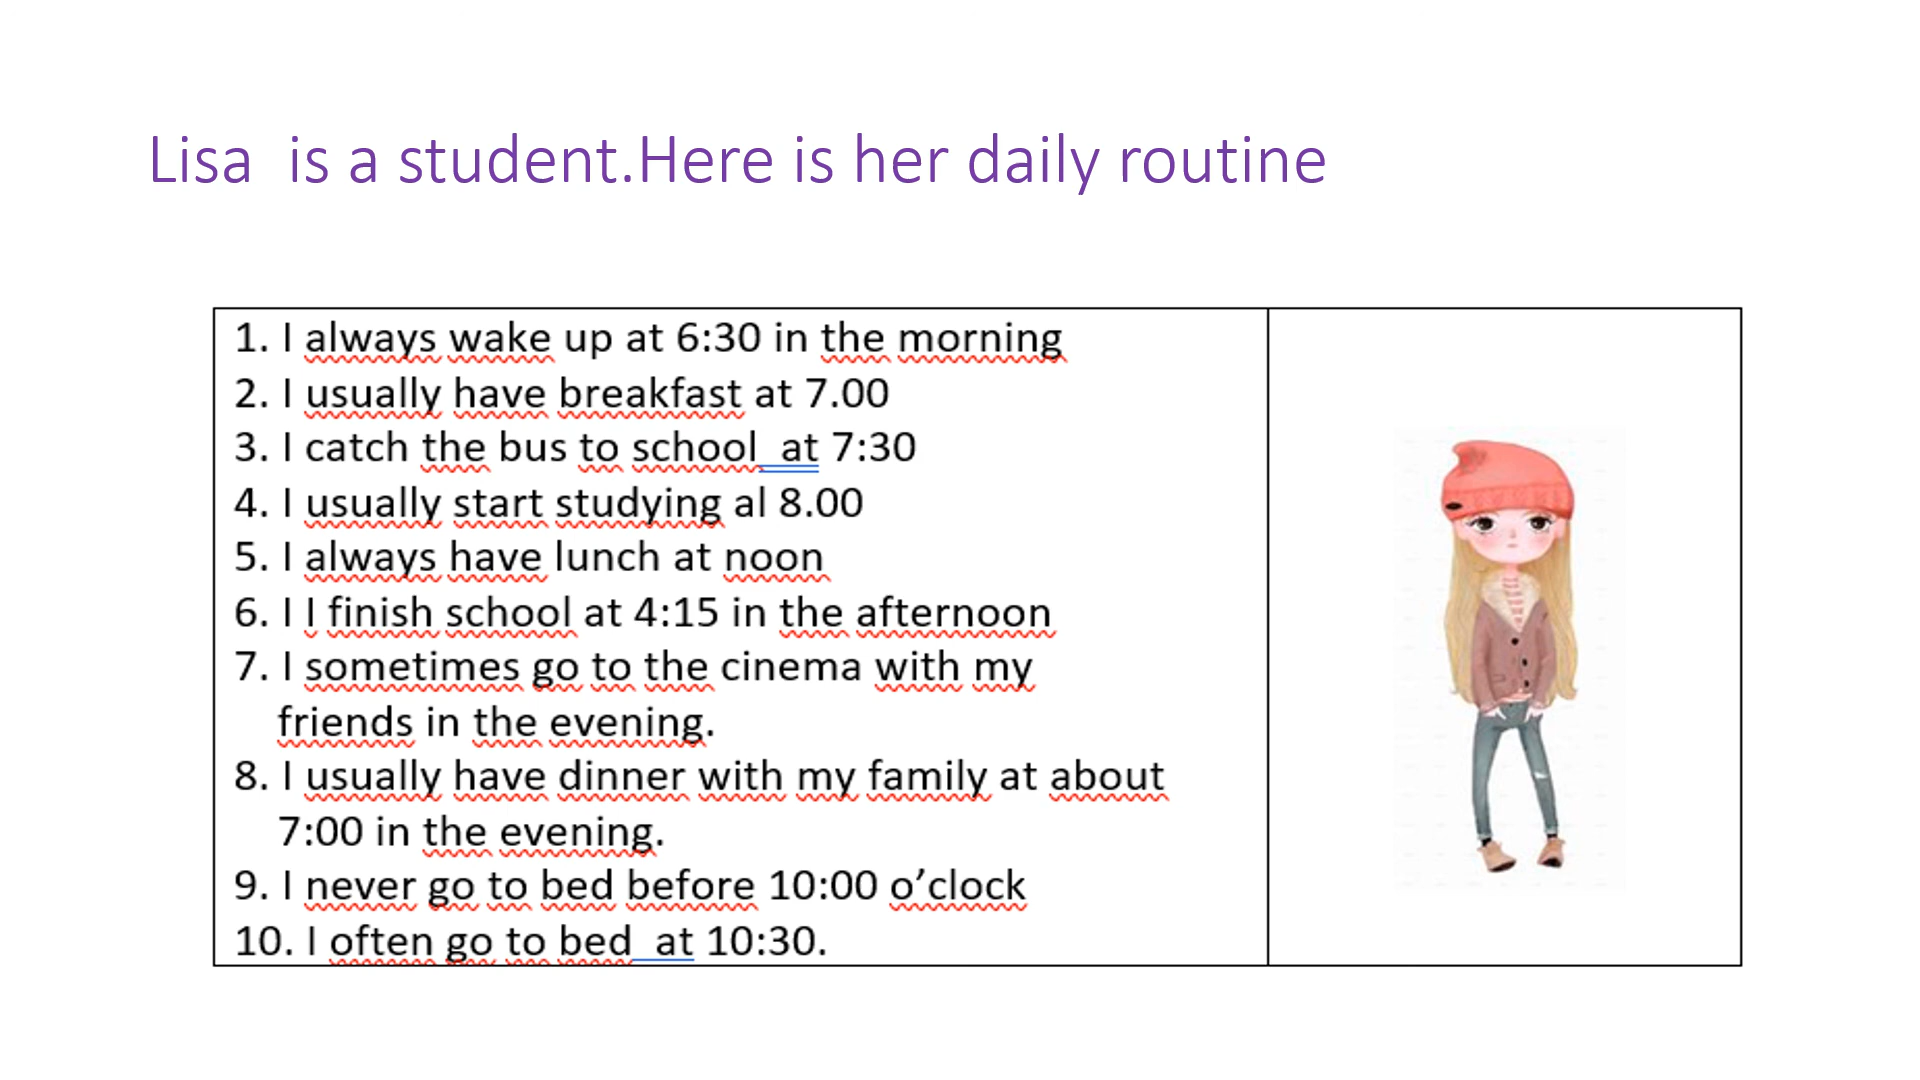 Lisa  is a student.Here is her daily routine
1. I always wake up at 6:30 in the morning
2. I usually have breakfast at 7.00
3. I catch the bus to school  at 7:30
4. I usually start studying al 8.00
5. I always have lunch at noon
6. I I finish school at 4:15 in the afternoon
7. I sometimes go to the cinema with my
friends in the evening.
8. I usually have dinner with my family at about
7:00 in the evening.
9. I never go to bed before 10:00 o’clock
10. I often go to bed  at 10:30.